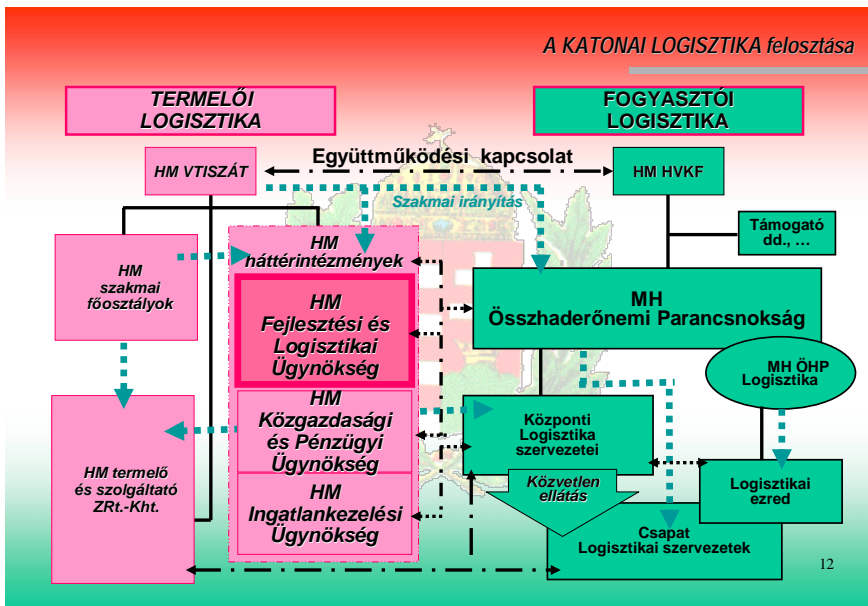 A KATONAI LOGISZTIKA felosztása
TERMELŐI
LOGISZTIKA
FOGYASZTÓI
LOGISZTIKA
HM VTISZÁT
Együttműködési kapcsolat
HM HVKF
Szakmai irányítás
Támogató
dd., ...
HM
szakmai
főosztályok
HM
háttérintézmények
HM
Fejlesztési és
Logisztikai
Ügynökség
MH
Összhaderőnemi Parancsnokság
MH ÖHP
Logisztika
HM
Közgazdasági
és Pénzügyi
Ügynökség
Központi
Logisztika
szervezetei
HM termelő
és szolgáltató
ZRt.-Kht.
HM
Ingatlankezelési
Ügynökség
Közvetlen
ellátás
Logisztikai
ezred
Csapat
Logisztikai szervezetek
12